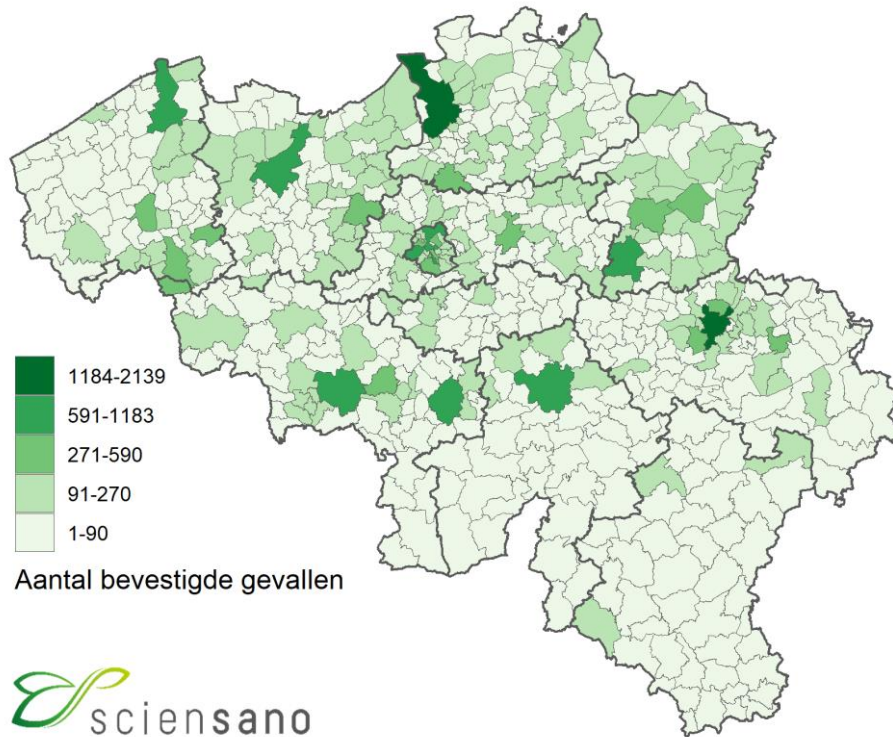 1184-2139
591-1183
271-590
91-270
1-90
Aantal bevestigde gevallen
sciensano